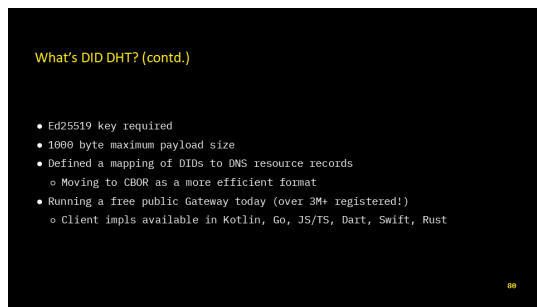 What's DID DHT? (contd.)
● Ed25519 key required
● 1000 byte maximum payload size
● Defined a mapping of DIDs to DNS resource records
○ Moving to CBOR as a more efficient format
● Running a free public Gateway today (over 3M+ registered!)
○ Client impls available in Kotlin, Go, JS/TS, Dart, Swift, Rust
80